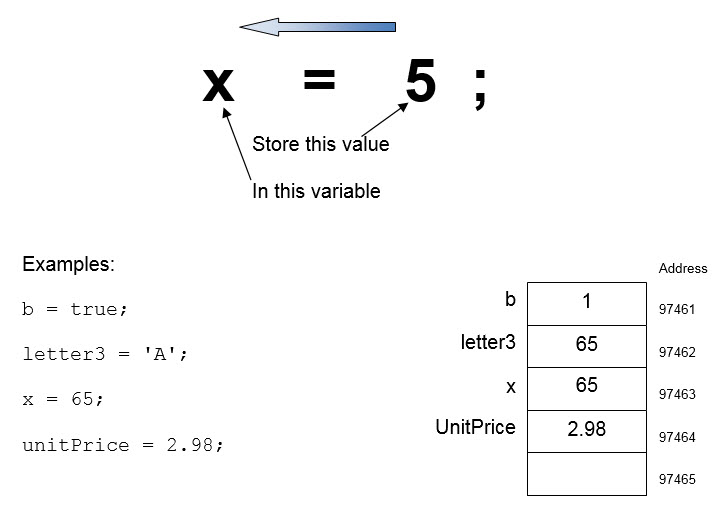 x = 5 ;
Store this value
In this variable
Examples:
b = true;
letter3 = 'A';
x = 65;
unitPrice = 2.98;
Address
b 1 97461
letter3 65 97462
x 65 97463
UnitPrice 2.98 97464
97465